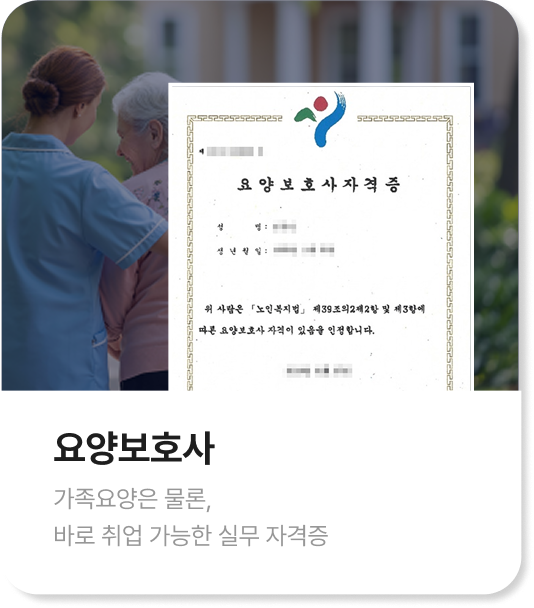 요양보호사자격증
성 명 :
생 년 월 일 :
위 사람은 「노인복지법」 제39조의2제2항 및 제3항에
따른 요양보호사 자격이 있음을 인정합니다.
요양보호사
가족요양은 물론,
바로 취업 가능한 실무 자격증